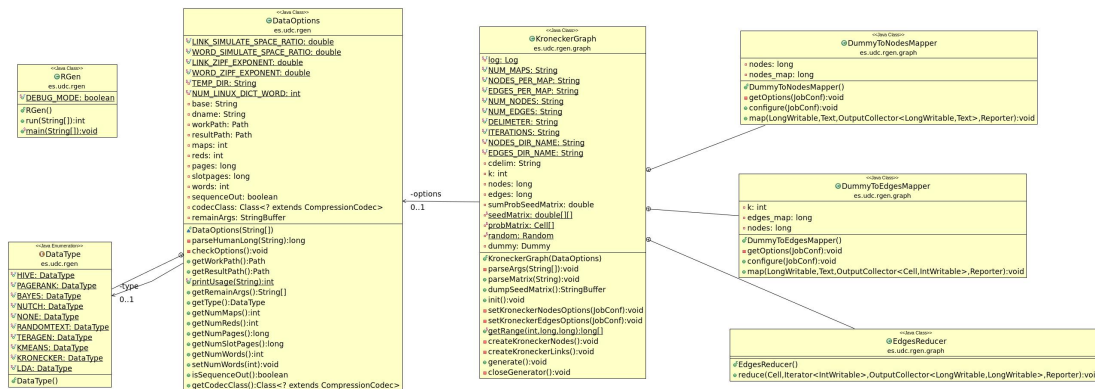 <<Java Class>>
RGen
es.udc.rgen
DEBUG_MODE: boolean
RGen()
run(String[]):int
main(String[]):void
<<Java Enumeration>>
DataType
es.udc.rgen
HIVE: DataType
PAGERANK: DataType
BAYES: DataType
NUTCH: DataType
NONE: DataType
RANDOMTEXT: DataType
TERAGEN: DataType
KMEANS: DataType
KRONECKER: DataType
LDA: DataType
DataType()
-type
0..1
<<Java Class>>
DataOptions
es.udc.rgen
LINK_SIMULATE_SPACE_RATIO: double
WORD_SIMULATE_SPACE_RATIO: double
LINK_ZIPF_EXPONENT: double
WORD_ZIPF_EXPONENT: double
TEMP_DIR: String
NUM_LINUX_DICT_WORD: int
base: String
dname: String
workPath: Path
resultPath: Path
maps: int
reds: int
pages: long
slotpages: long
words: int
sequenceOut: boolean
codecClass: Class<? extends CompressionCodec>
remainArgs: StringBuffer
DataOptions(String[])
parseHumanLong(String):long
checkOptions():void
getWorkPath():Path
getResultPath():Path
printUsage(String):int
getRemainArgs():String[]
getType():DataType
getNumMaps():int
getNumReds():int
getNumPages():long
getNumSlotPages():long
getNumWords():int
setNumWords(int):void
isSequenceOut():boolean
getCodecClass():Class<? extends CompressionCodec>
-options
0..1
<<Java Class>>
KroneckerGraph
es.udc.rgen.graph
log: Log
NUM_MAPS: String
NODES_PER_MAP: String
EDGES_PER_MAP: String
NUM_NODES: String
NUM_EDGES: String
DELIMETER: String
ITERATIONS: String
NODES_DIR_NAME: String
EDGES_DIR_NAME: String
cdelim: String
k: int
nodes: long
edges: long
sumProbSeedMatrix: double
seedMatrix: double[][]
probMatrix: Cell[]
random: Random
dummy: Dummy
KroneckerGraph(DataOptions)
parseArgs(String[]):void
parseMatrix(String):void
dumpSeedMatrix():StringBuffer
init():void
setKroneckerNodesOptions(JobConf):void
setKroneckerEdgesOptions(JobConf):void
getRange(int,long,long):long[]
createKroneckerNodes():void
createKroneckerLinks():void
generate():void
closeGenerator():void
<<Java Class>>
DummyToNodesMapper
es.udc.rgen.graph
nodes: long
nodes_map: long
DummyToNodesMapper()
getOptions(JobConf):void
configure(JobConf):void
map(LongWritable,Text,OutputCollector<LongWritable,Text>,Reporter):void
<<Java Class>>
DummyToEdgesMapper
es.udc.rgen.graph
k: int
edges_map: long
nodes: long
DummyToEdgesMapper()
getOptions(JobConf):void
configure(JobConf):void
map(LongWritable,Text,OutputCollector<Cell,IntWritable>,Reporter):void
<<Java Class>>
EdgesReducer
es.udc.rgen.graph
EdgesReducer()
reduce(Cell,Iterator<IntWritable>,OutputCollector<LongWritable,LongWritable>,Reporter):void